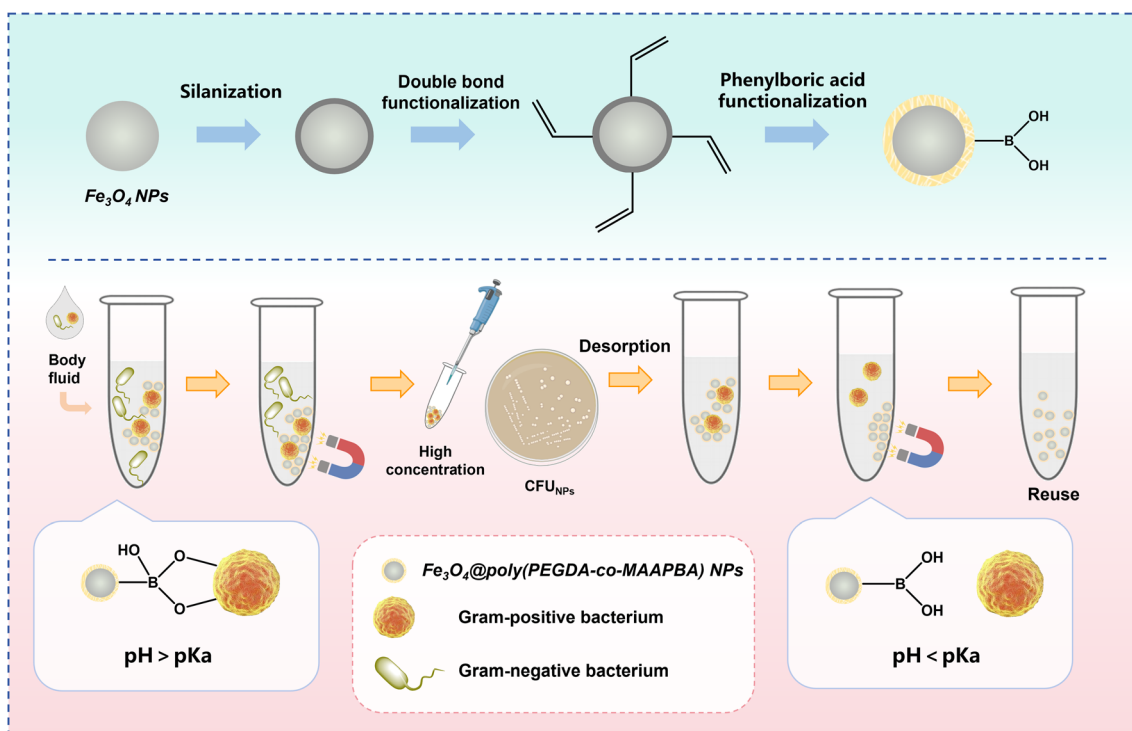 Silanization
Double bond
functionalization
Phenylboric acid
functionalization
OH
B
OH
Fe₃O₄ NPs
Body
fluid
High
concentration
CFU_NPs
Desorption
Reuse
HO
O
B
O
pH > pKa
Fe₃O₄@poly(PEGDA-co-MAAPBA) NPs
Gram-positive bacterium
Gram-negative bacterium
OH
B
OH
pH < pKa